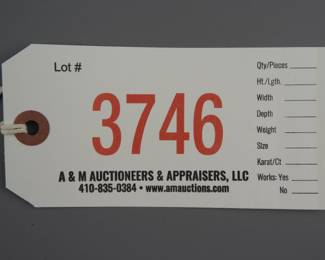 Lot #
3746
A & M AUCTIONEERS & APPRAISERS, LLC
410-835-0384 • www.amauctions.com
Qty/Pieces
Ht./Lgth.
Width
Depth
Weight
Size
Karat/Ct
Works: Yes
No